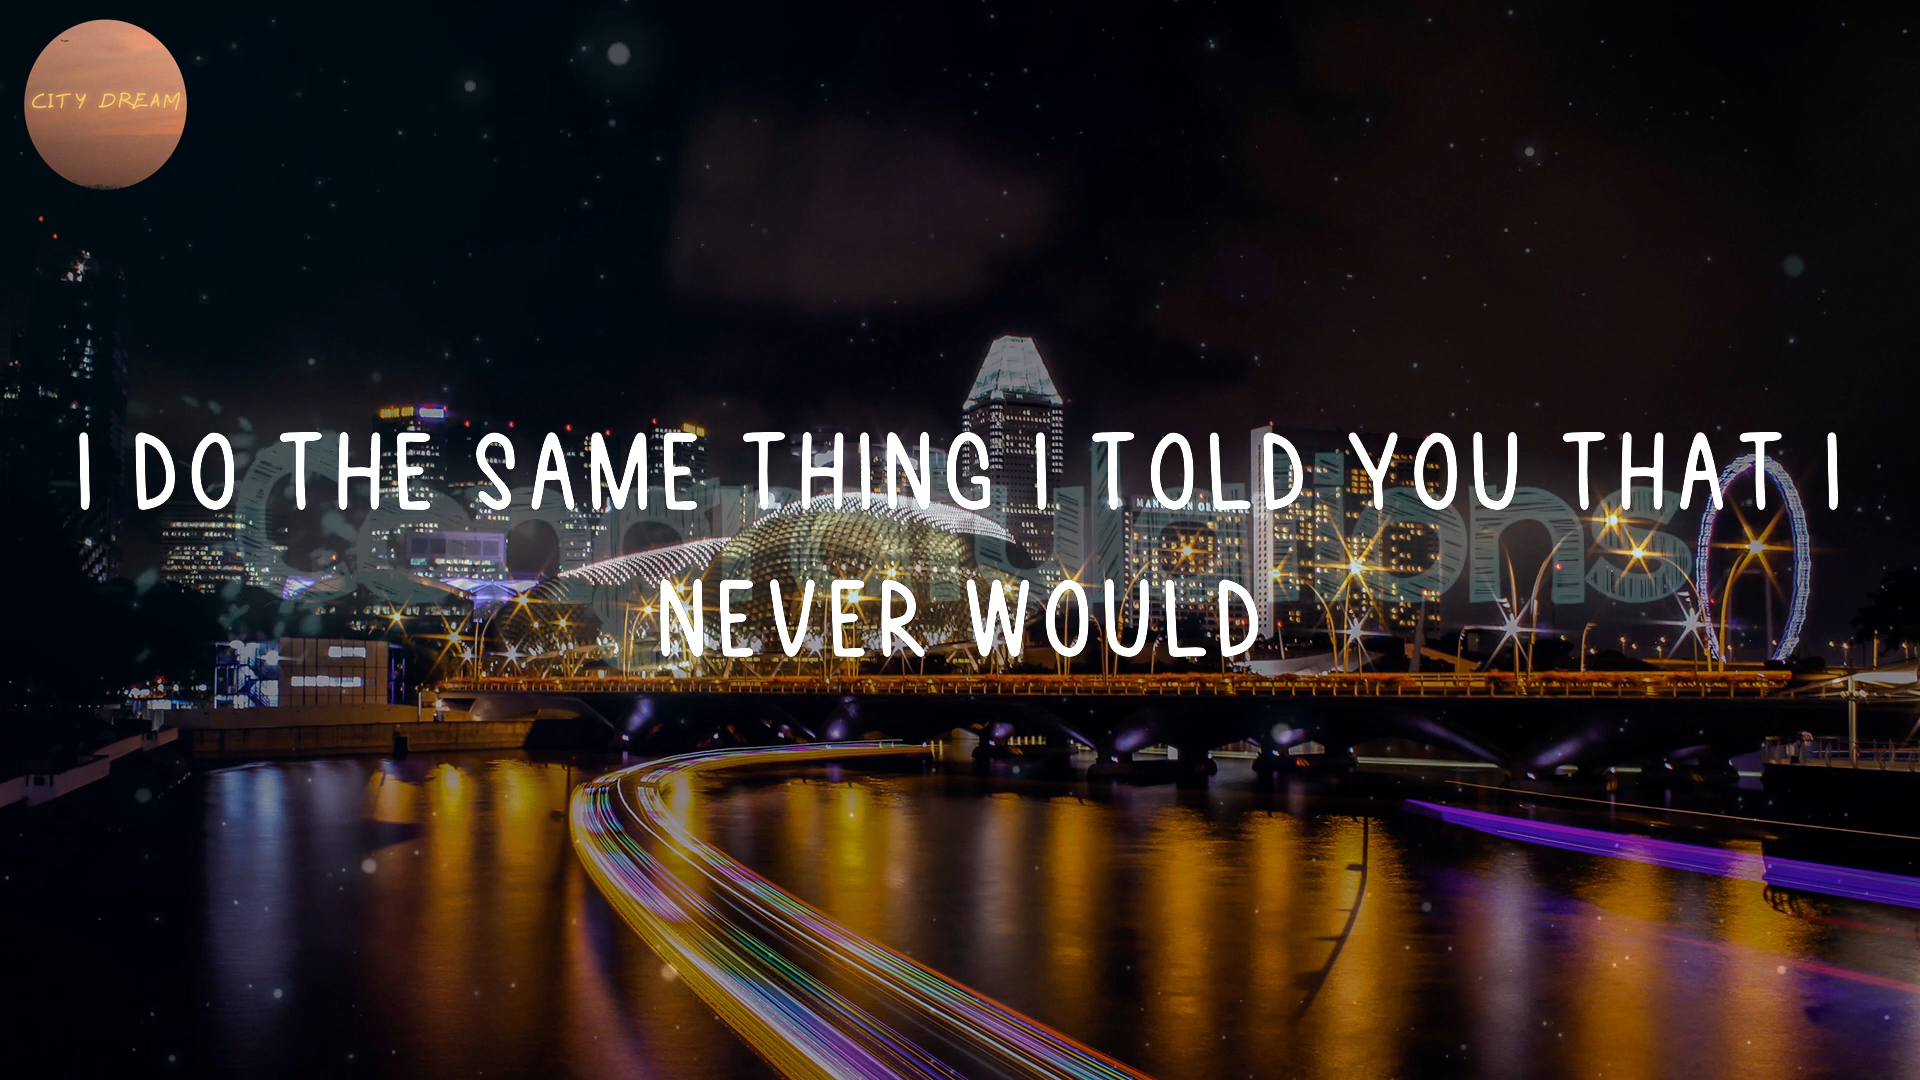 CITY DREAM
I DO THE SAME THING I TOLD YOU THAT I
NEVER WOULD